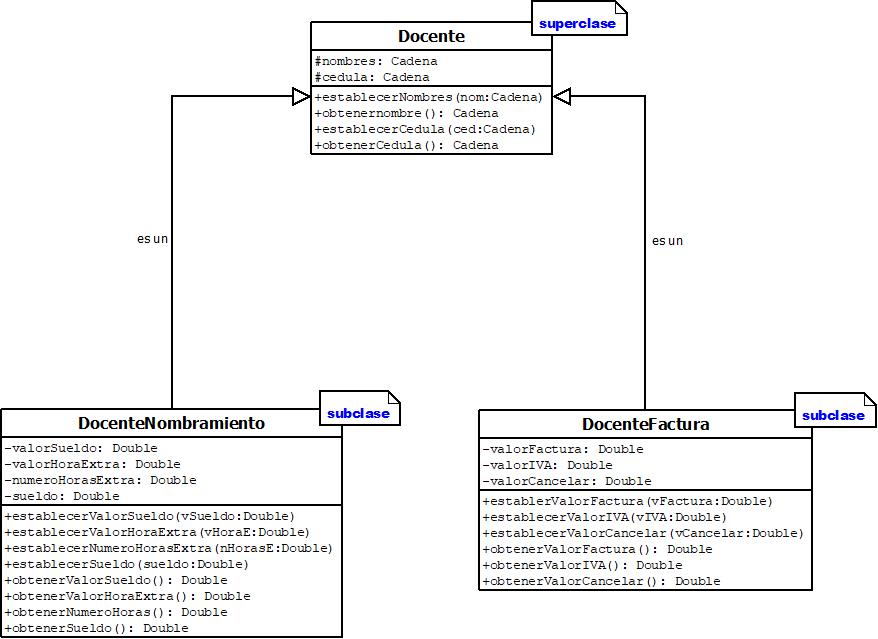 superclase
Docente
#nombres: Cadena
#cedula: Cadena
+establecerNombres(nom:Cadena)
+obtenernombre(): Cadena
+establecerCedula(ced:Cadena)
+obtenerCedula(): Cadena
es un
es un
subclase
DocenteNombramiento
-valorSueldo: Double
-valorHoraExtra: Double
-numeroHorasExtra: Double
-sueldo: Double
+establecerValorSueldo(vSueldo:Double)
+establecerValorHoraExtra(vHoraE:Double)
+establecerNumeroHorasExtra(nHorasE:Double)
+establecerSueldo(sueldo:Double)
+obtenerValorSueldo(): Double
+obtenerValorHoraExtra(): Double
+obtenerNumeroHoras(): Double
+obtenerSueldo(): Double
subclase
DocenteFactura
-valorFactura: Double
-valorIVA: Double
-valorCancelar: Double
+establerValorFactura(vFactura:Double)
+establecerValorIVA(vIVA:Double)
+establecerValorCancelar(vCancelar:Double)
+obtenerValorFactura(): Double
+obtenerValorIVA(): Double
+obtenerValorCancelar(): Double